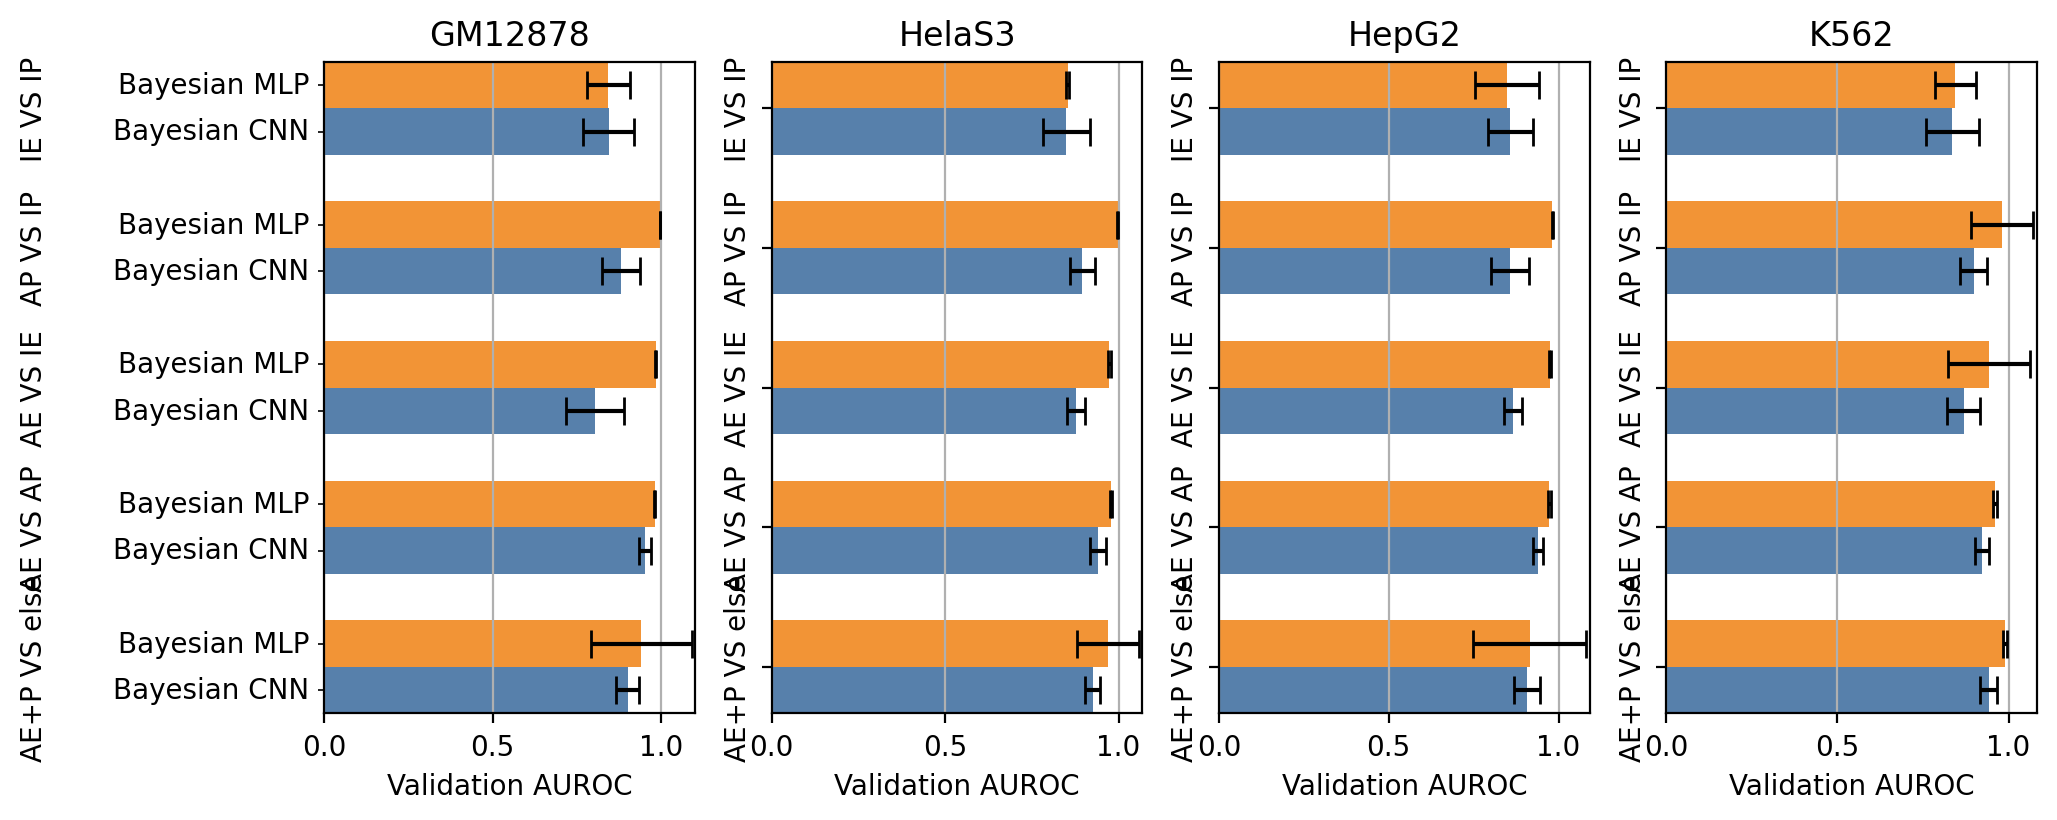 GM12878
HelaS3
HepG2
K562
IE VS IP
Bayesian MLP
Bayesian CNN
AP VS IP
Bayesian MLP
Bayesian CNN
AE VS IE
Bayesian MLP
Bayesian CNN
AE VS AP
Bayesian MLP
Bayesian CNN
AE+P VS else
Bayesian MLP
Bayesian CNN
0.0 0.5 1.0
Validation AUROC
IE VS IP
AP VS IP
AE VS IE
AE VS AP
AE+P VS else
0.0 0.5 1.0
Validation AUROC
IE VS IP
AP VS IP
AE VS IE
AE VS AP
AE+P VS else
0.0 0.5 1.0
Validation AUROC
IE VS IP
AP VS IP
AE VS IE
AE VS AP
AE+P VS else
0.0 0.5 1.0
Validation AUROC